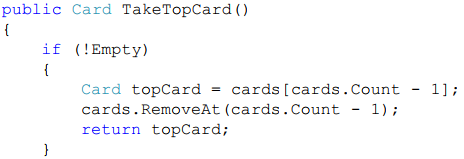 public Card TakeTopCard()
{
    if (!Empty)
    {
        Card topCard = cards[cards.Count - 1];
        cards.RemoveAt(cards.Count - 1);
        return topCard;
    }